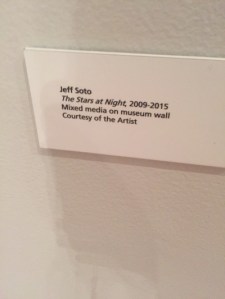 Jeff Soto
The Stars at Night, 2009-2015
Mixed media on museum wall
Courtesy of the Artist